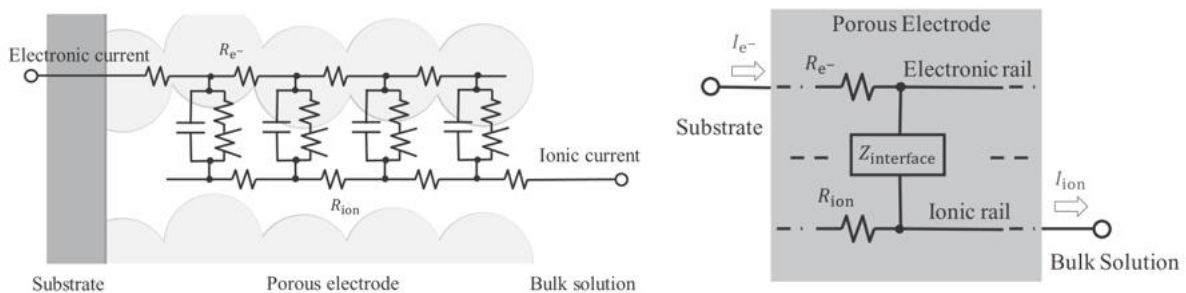 Electronic current
R_e⁻
Ionic current
R_ion
Substrate
Porous electrode
Bulk solution
Porous Electrode
I_e⁻
R_e⁻
Electronic rail
Substrate
Z_interface
I_ion
R_ion
Ionic rail
Bulk Solution